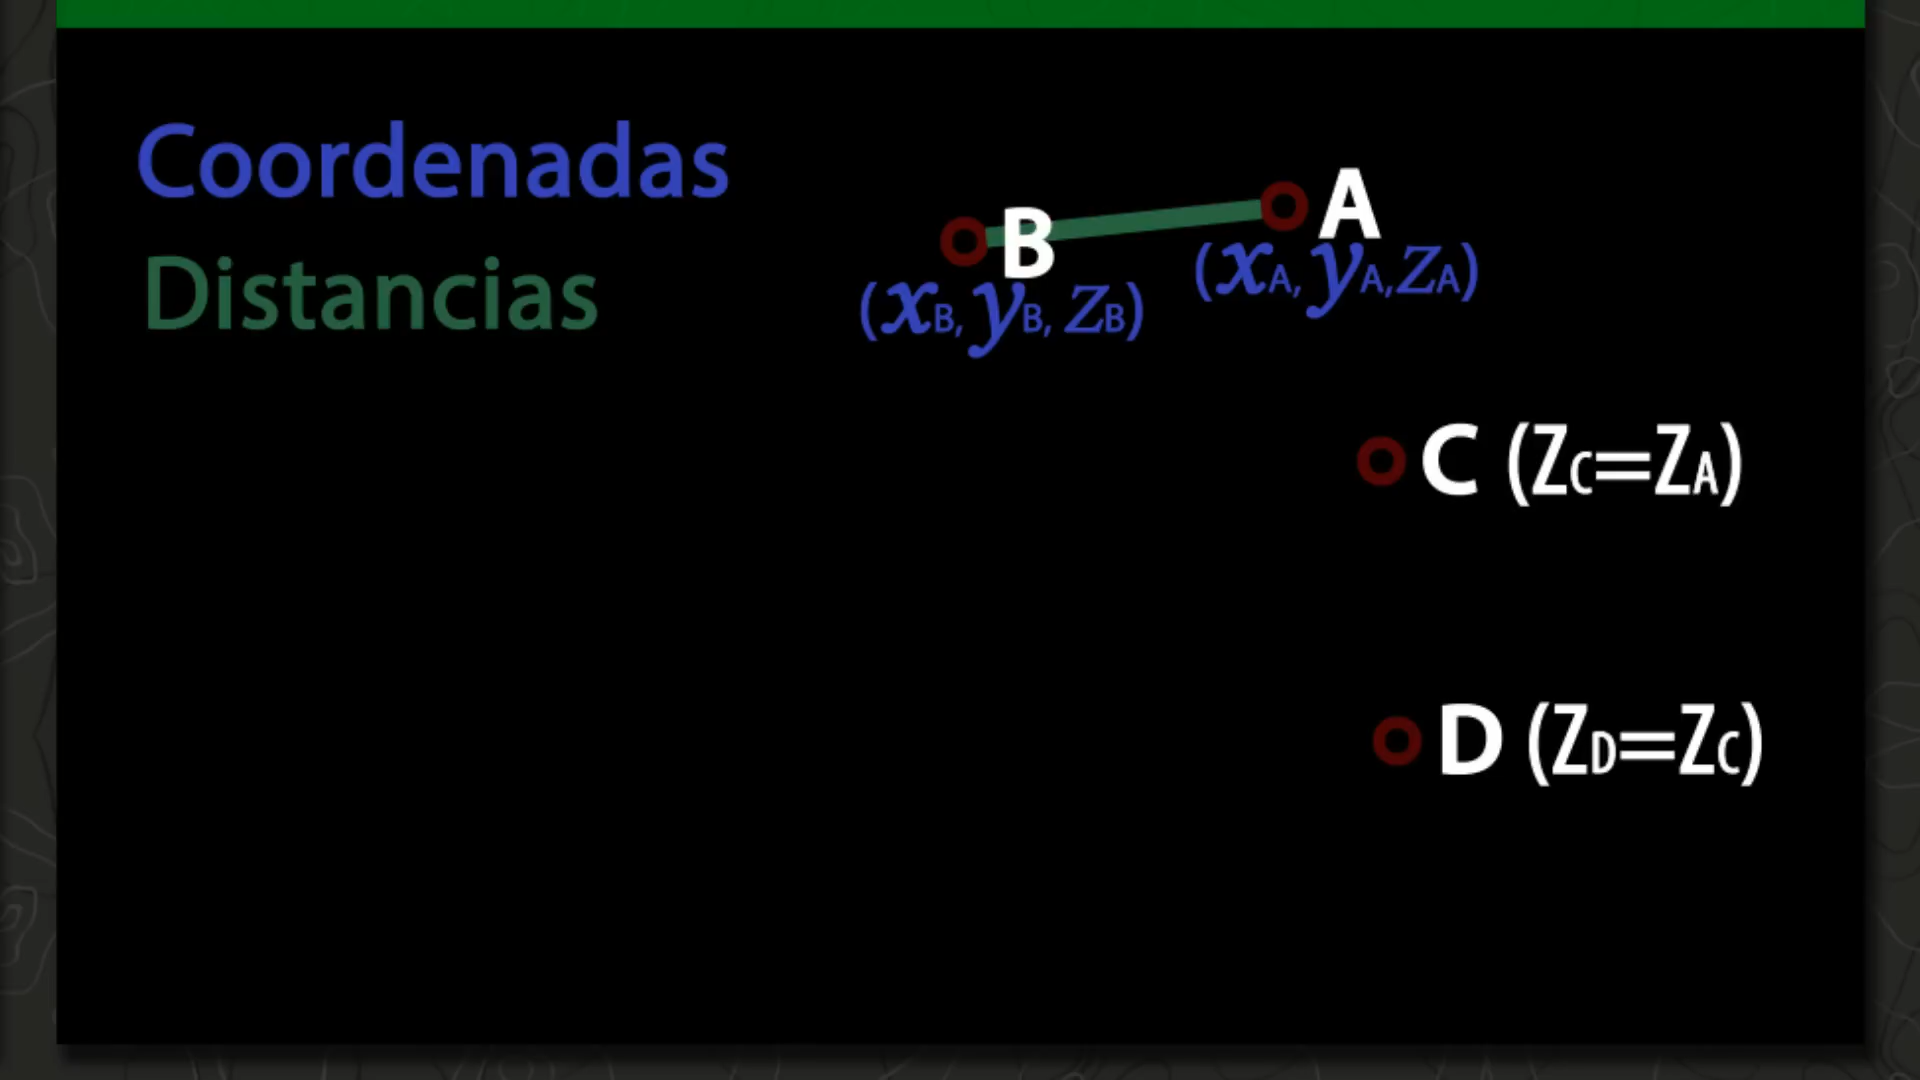 Coordenadas
Distancias
A
(xA, yA, zA)
B
(xB, yB, zB)
C (ZC=ZA)
D (ZD=ZC)